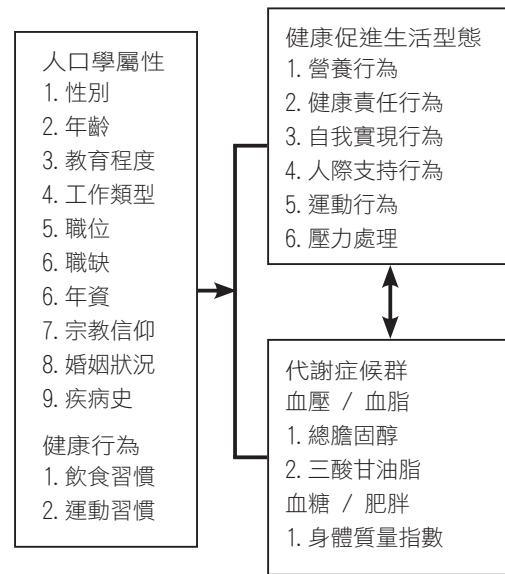 人口學屬性
1. 性別
2. 年齡
3. 教育程度
4. 工作類型
5. 職位
6. 職缺
6. 年資
7. 宗教信仰
8. 婚姻狀況
9. 疾病史
健康行為
1. 飲食習慣
2. 運動習慣
健康促進生活型態
1. 營養行為
2. 健康責任行為
3. 自我實現行為
4. 人際支持行為
5. 運動行為
6. 壓力處理
代謝症候群
血壓 / 血脂
1. 總膽固醇
2. 三酸甘油脂
血糖 / 肥胖
1. 身體質量指數